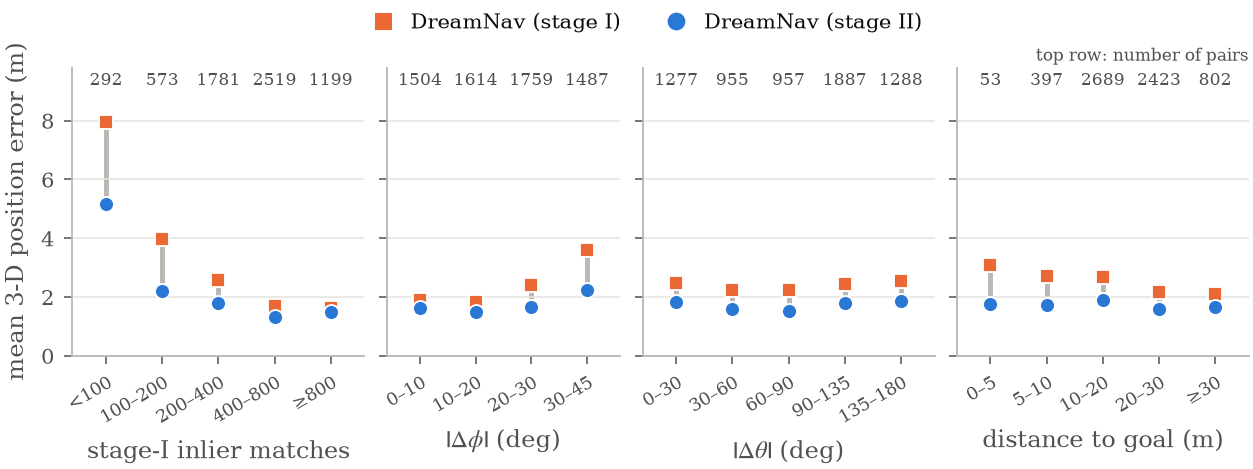 DreamNav (stage I) DreamNav (stage II)
top row: number of pairs
mean 3-D position error (m)
292 573 1781 2519 1199
1504 1614 1759 1487
1277 955 957 1887 1288
53 397 2689 2423 802
8
6
4
2
0
<100 100–200 200–400 400–800 ≥800
0–10 10–20 20–30 30–45
0–30 30–60 60–90 90–135 135–180
0–5 5–10 10–20 20–30 ≥30
stage-I inlier matches
|Δϕ| (deg)
|Δθ| (deg)
distance to goal (m)